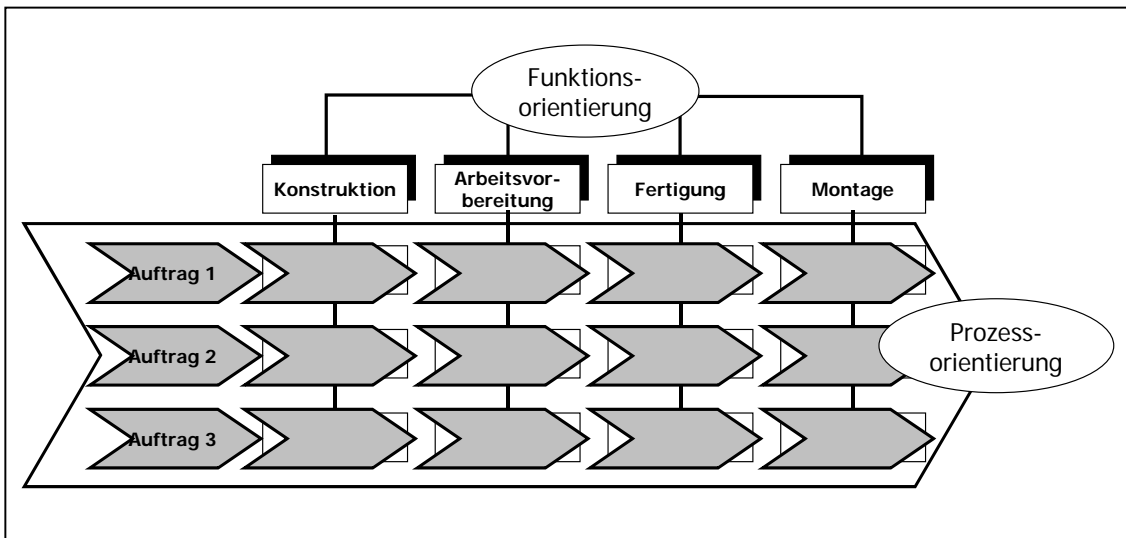 Funktions-
orientierung
Konstruktion
Arbeitsvor-
bereitung
Fertigung
Montage
Auftrag 1
Auftrag 2
Prozess-
orientierung
Auftrag 3